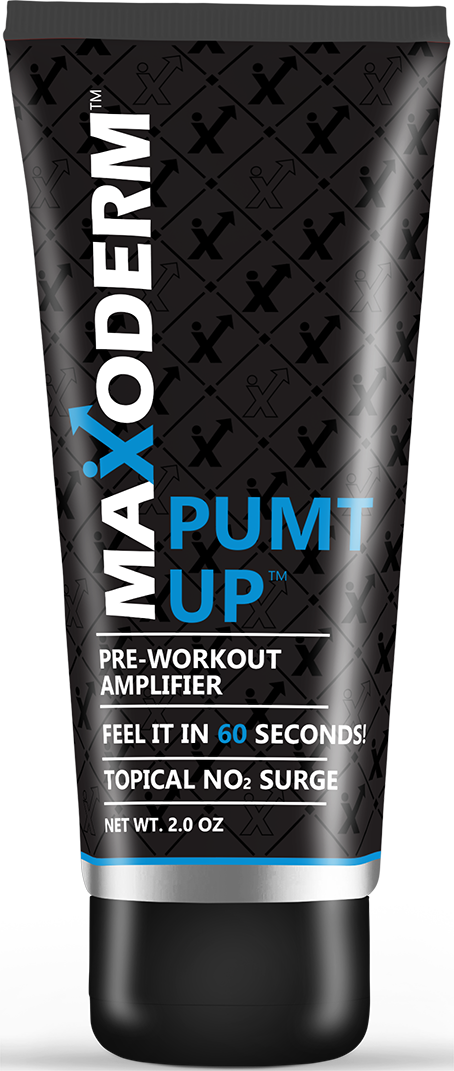 MAXODERM™
PUMT
UP™
PRE-WORKOUT
AMPLIFIER
FEEL IT IN 60 SECONDS!
TOPICAL NO₂ SURGE
NET WT. 2.0 OZ